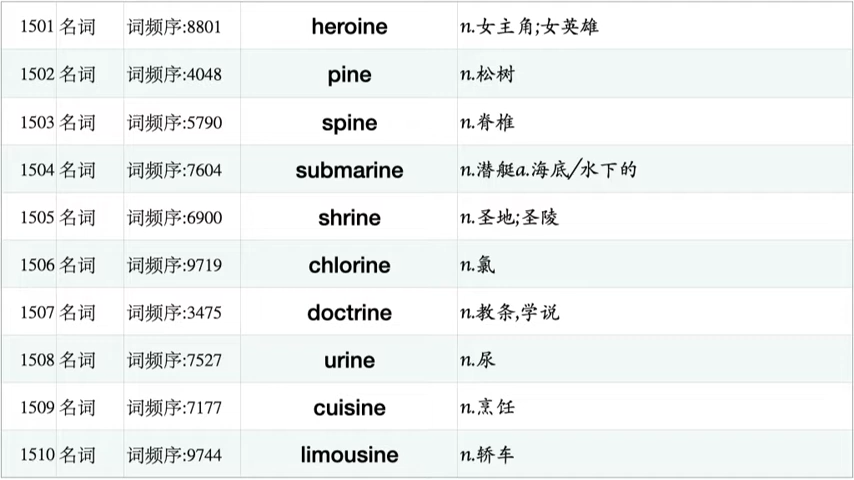 1501 名词 词频序:8801 heroine n.女主角;女英雄
1502 名词 词频序:4048 pine n.松树
1503 名词 词频序:5790 spine n.脊椎
1504 名词 词频序:7604 submarine n.潜艇a.海底/水下的
1505 名词 词频序:6900 shrine n.圣地;圣陵
1506 名词 词频序:9719 chlorine n.氯
1507 名词 词频序:3475 doctrine n.教条,学说
1508 名词 词频序:7527 urine n.尿
1509 名词 词频序:7177 cuisine n.烹饪
1510 名词 词频序:9744 limousine n.轿车